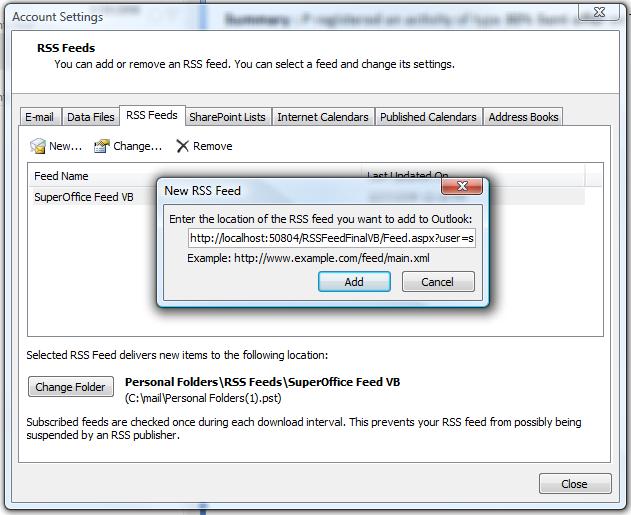 Account Settings
RSS Feeds
You can add or remove an RSS feed. You can select a feed and change its settings.
E-mail Data Files RSS Feeds SharePoint Lists Internet Calendars Published Calendars Address Books
New... Change... Remove
Feed Name Last Updated On
SuperOffice Feed VB
New RSS Feed
Enter the location of the RSS feed you want to add to Outlook:
http://localhost:50804/RSSFeedFinalVB/Feed.aspx?user=s
Example: http://www.example.com/feed/main.xml
Add Cancel
Selected RSS Feed delivers new items to the following location:
Change Folder Personal Folders\RSS Feeds\SuperOffice Feed VB
(C:\mail\Personal Folders(1).pst)
Subscribed feeds are checked once during each download interval. This prevents your RSS feed from possibly being
suspended by an RSS publisher.
Close